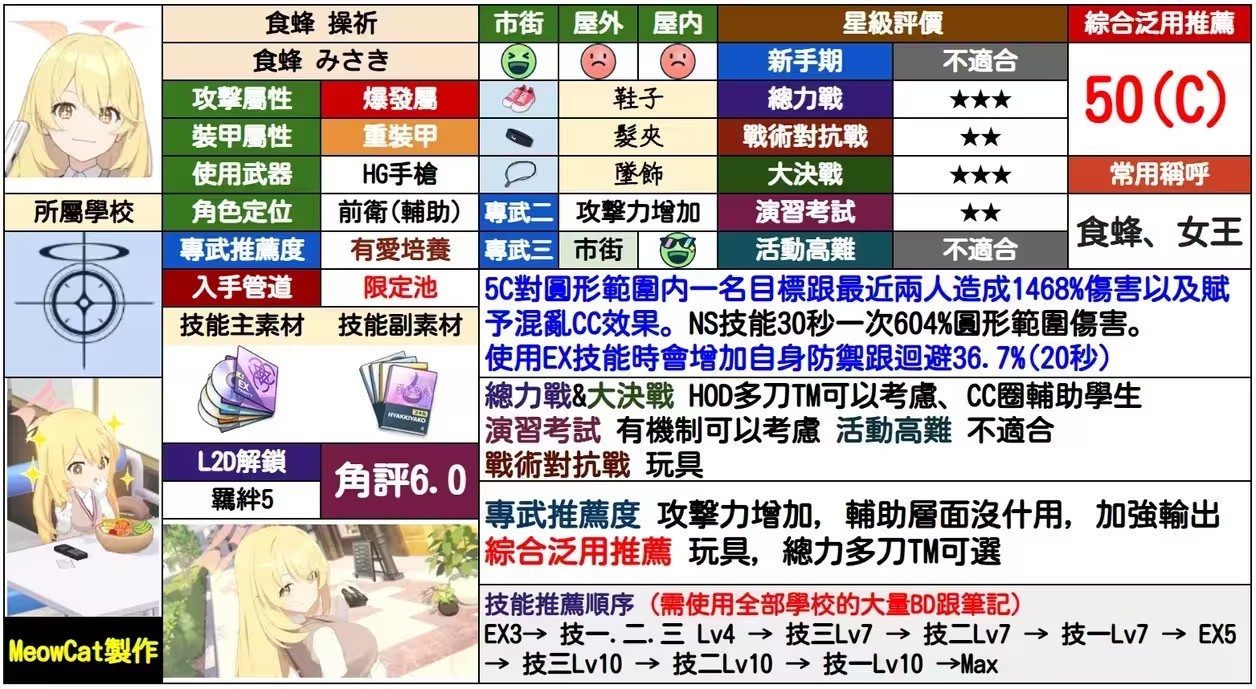 食蜂 操祈
食蜂 みさき
攻擊屬性 爆發屬
裝甲屬性 重裝甲
使用武器 HG手槍
角色定位 前衛(輔助)
專武推薦度 有愛培養
入手管道 限定池
技能主素材 技能副素材
EX
HYAKKIYAKO
L2D解鎖
羈絆5
角評6.0
所屬學校
MeowCat製作
市街 屋外 屋内
鞋子
髮夾
墜飾
專武二 攻擊力增加
專武三 市街
星級評價
新手期 不適合
總力戰 ★★★
戰術對抗戰 ★★
大決戰 ★★★
演習考試 ★★
活動高難 不適合
綜合泛用推薦
50(C)
常用稱呼
食蜂、女王
5C對圓形範圍内一名目標跟最近兩人造成1468%傷害以及賦
予混亂CC效果。NS技能30秒一次604%圓形範圍傷害。
使用EX技能時會增加自身防禦跟迴避36.7%(20秒)
總力戰&大決戰 HOD多刀TM可以考慮、CC圈輔助學生
演習考試 有機制可以考慮 活動高難 不適合
戰術對抗戰 玩具
專武推薦度 攻擊力增加, 輔助層面沒什用, 加強輸出
綜合泛用推薦 玩具, 總力多刀TM可選
技能推薦順序 (需使用全部學校的大量BD跟筆記)
EX3→ 技一.二.三 Lv4 → 技三Lv7 → 技二Lv7 → 技一Lv7 → EX5
→ 技三Lv10 → 技二Lv10 → 技一Lv10 →Max